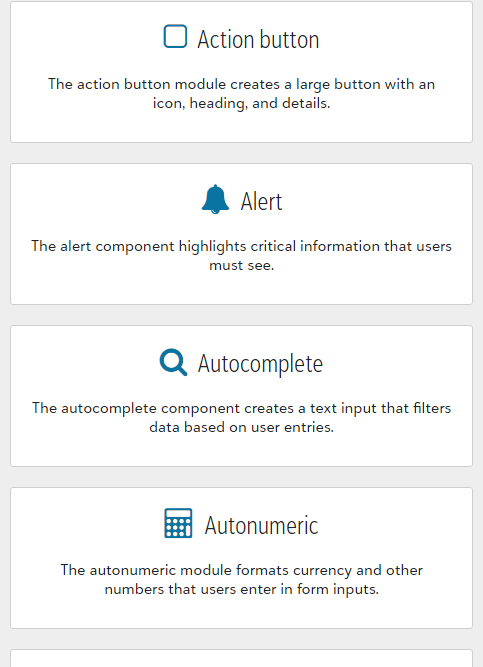 Action button
The action button module creates a large button with an
icon, heading, and details.
Alert
The alert component highlights critical information that users
must see.
Autocomplete
The autocomplete component creates a text input that filters
data based on user entries.
Autonumeric
The autonumeric module formats currency and other
numbers that users enter in form inputs.